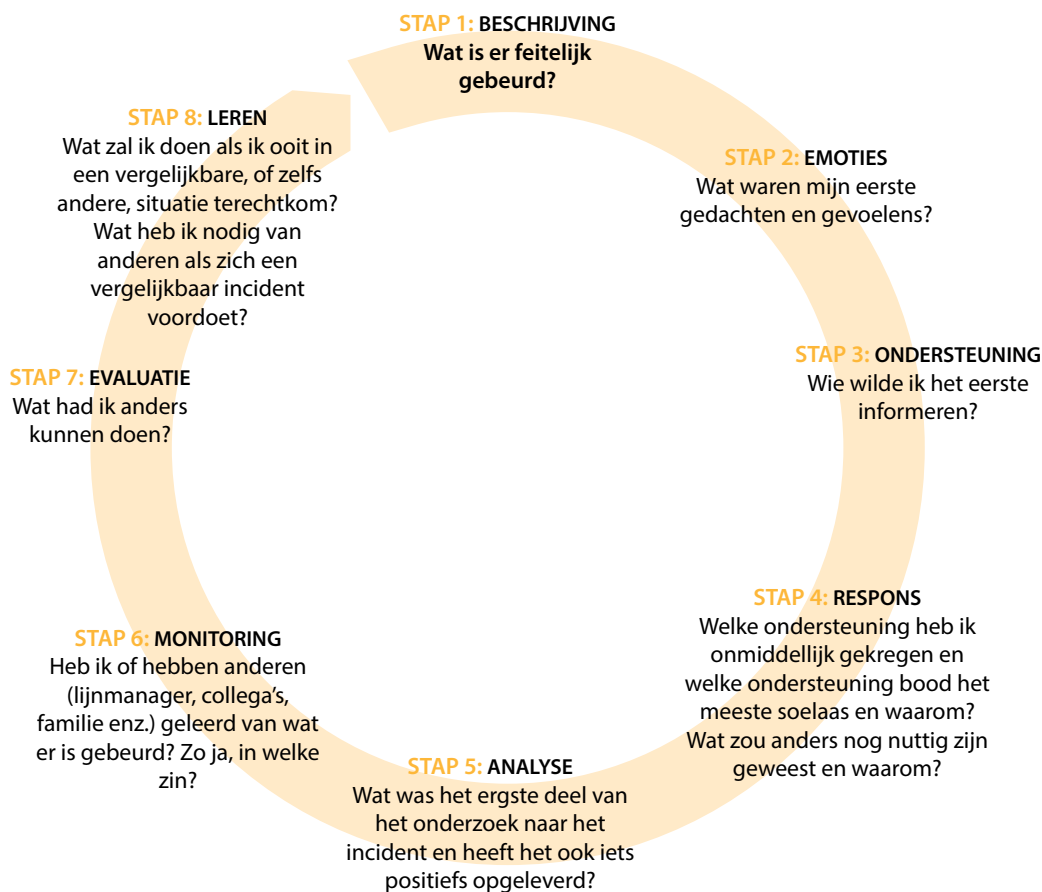 STAP 1: BESCHRIJVING
Wat is er feitelijk
gebeurd?
STAP 2: EMOTIES
Wat waren mijn eerste
gedachten en gevoelens?
STAP 3: ONDERSTEUNING
Wie wilde ik het eerste
informeren?
STAP 4: RESPONS
Welke ondersteuning heb ik
onmiddellijk gekregen en
welke ondersteuning bood het
meeste soelaas en waarom?
Wat zou anders nog nuttig zijn
geweest en waarom?
STAP 5: ANALYSE
Wat was het ergste deel van
het onderzoek naar het
incident en heeft het ook iets
positiefs opgeleverd?
STAP 6: MONITORING
Heb ik of hebben anderen
(lijnmanager, collega's,
familie enz.) geleerd van wat
er is gebeurd? Zo ja, in welke
zin?
STAP 7: EVALUATIE
Wat had ik anders
kunnen doen?
STAP 8: LEREN
Wat zal ik doen als ik ooit in
een vergelijkbare, of zelfs
andere, situatie terechtkom?
Wat heb ik nodig van
anderen als zich een
vergelijkbaar incident
voordoet?